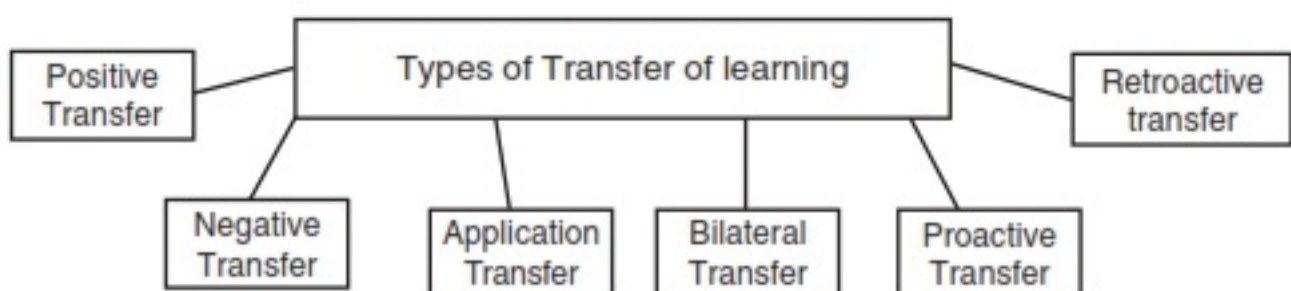 Types of Transfer of learning
Positive
Transfer
Negative
Transfer
Application
Transfer
Bilateral
Transfer
Proactive
Transfer
Retroactive
transfer